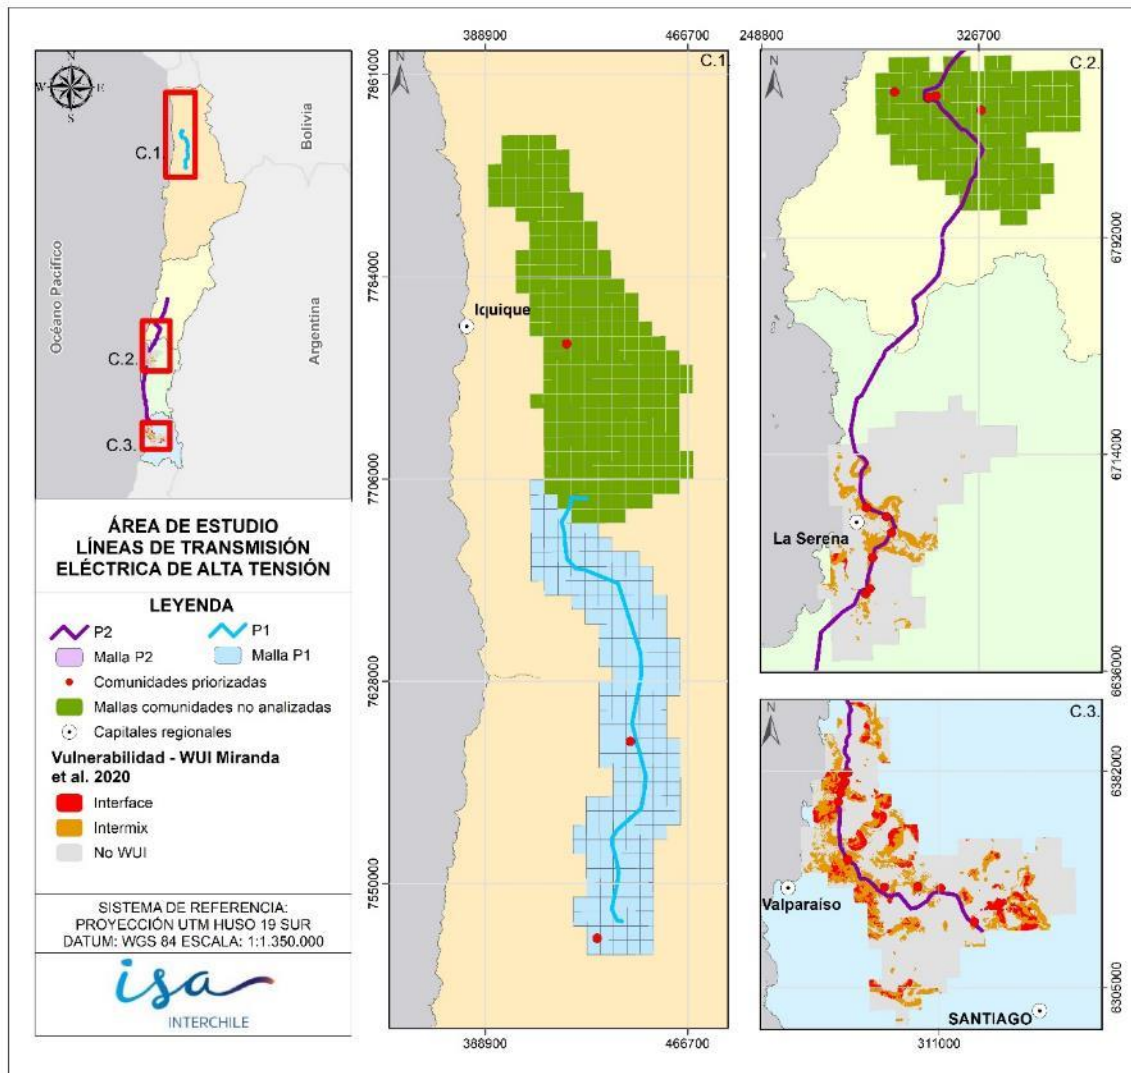 N
W E
S
C.1.
C.2.
C.3.
Océano Pacífico
Bolivia
Argentina
ÁREA DE ESTUDIO
LÍNEAS DE TRANSMISIÓN
ELÉCTRICA DE ALTA TENSIÓN
LEYENDA
P2 P1
Malla P2 Malla P1
Comunidades priorizadas
Mallas comunidades no analizadas
Capitales regionales
Vulnerabilidad - WUI Miranda
et al. 2020
Interface
Intermix
No WUI
SISTEMA DE REFERENCIA:
PROYECCIÓN UTM HUSO 19 SUR
DATUM: WGS 84 ESCALA: 1:1.350.000
isa
INTERCHILE
388900 466700
C.1.
N
7861000
7784000
Iquique
7706000
7628000
7550000
388900 466700
248800 326700
C.2.
N
6792000
6714000
La Serena
6636000
C.3.
N
6382000
Valparaíso
6305000
SANTIAGO
311000